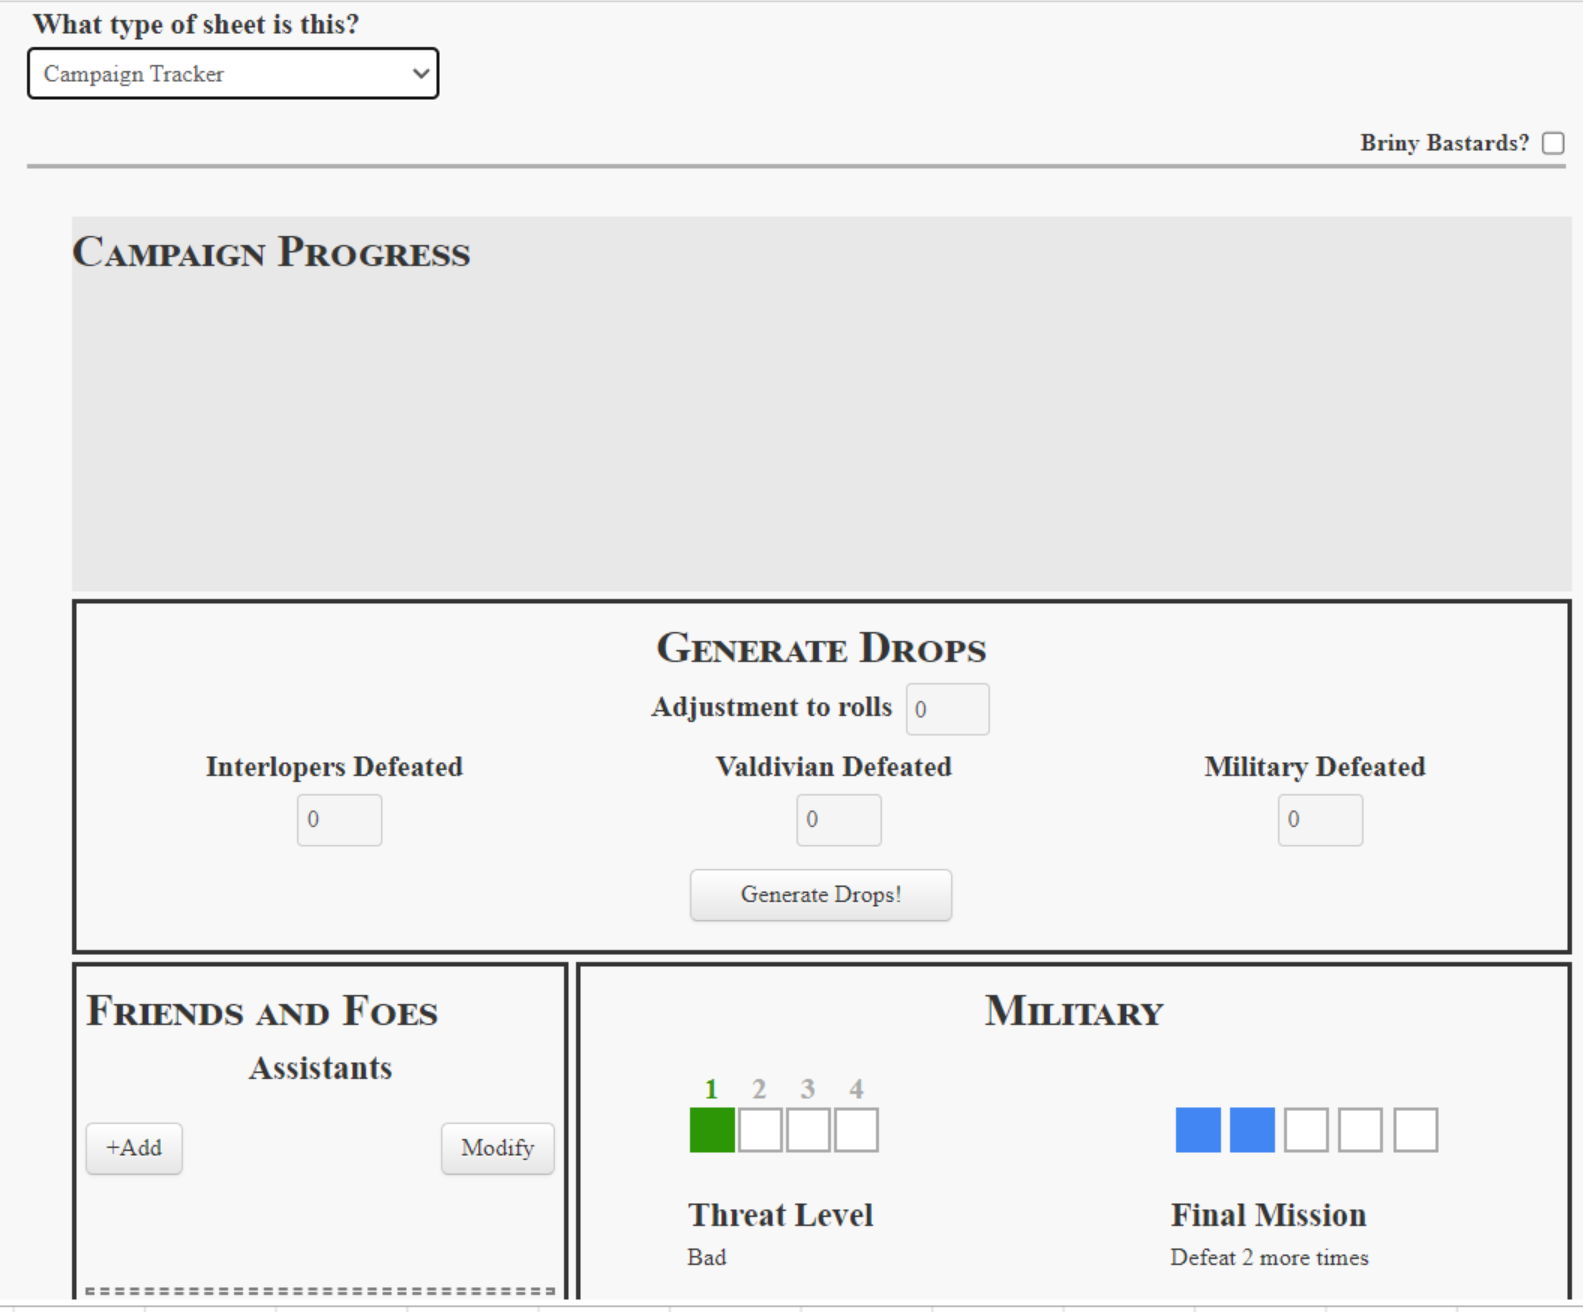 What type of sheet is this?
Campaign Tracker
Briny Bastards?
Campaign Progress
Generate Drops
Adjustment to rolls 0
Interlopers Defeated Valdivian Defeated Military Defeated
0 0 0
Generate Drops!
Friends and Foes
Assistants
+Add Modify
Military
1 2 3 4
Threat Level
Bad
Final Mission
Defeat 2 more times